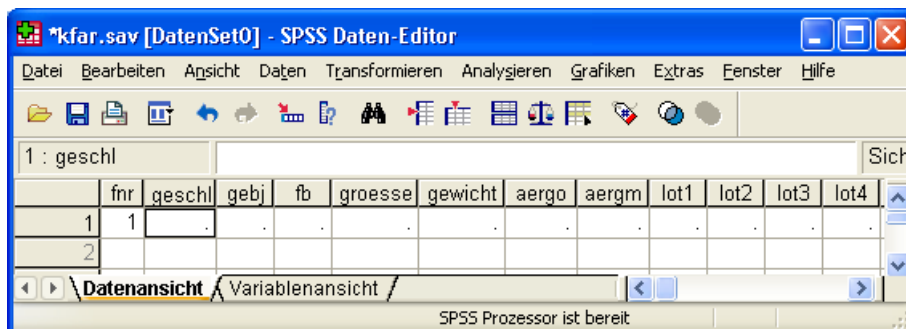 *kfar.sav [DatenSet0] - SPSS Daten-Editor
Datei Bearbeiten Ansicht Daten Transformieren Analysieren Grafiken Extras Fenster Hilfe
1 : geschl Sich
fnr geschl gebj fb groesse gewicht aergo aergm lot1 lot2 lot3 lot4
1 1 . . . . . . . . . . .
2
Datenansicht Variablenansicht
SPSS Prozessor ist bereit